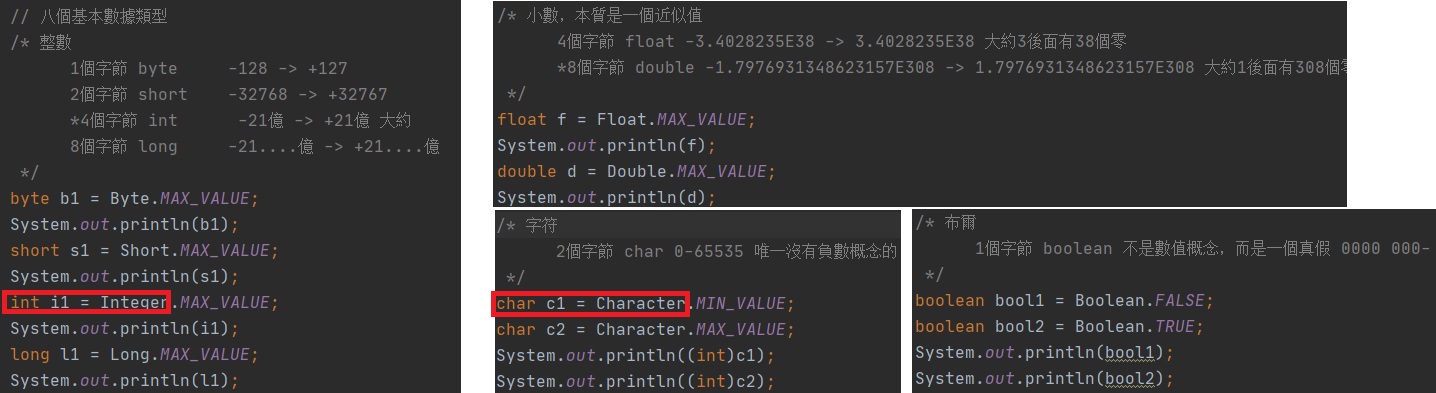 // 八個基本數據類型
/* 整數
1個字節 byte -128 -> +127
2個字節 short -32768 -> +32767
*4個字節 int -21億 -> +21億 大約
8個字節 long -21....億 -> +21....億
*/
byte b1 = Byte.MAX_VALUE;
System.out.println(b1);
short s1 = Short.MAX_VALUE;
System.out.println(s1);
int i1 = Integer.MAX_VALUE;
System.out.println(i1);
long l1 = Long.MAX_VALUE;
System.out.println(l1);
/* 小數，本質是一個近似值
4個字節 float -3.4028235E38 -> 3.4028235E38 大約3後面有38個零
*8個字節 double -1.7976931348623157E308 -> 1.7976931348623157E308 大約1後面有308個零
*/
float f = Float.MAX_VALUE;
System.out.println(f);
double d = Double.MAX_VALUE;
System.out.println(d);
/* 字符
2個字節 char 0-65535 唯一沒有負數概念的
*/
char c1 = Character.MIN_VALUE;
char c2 = Character.MAX_VALUE;
System.out.println((int)c1);
System.out.println((int)c2);
/* 布爾
1個字節 boolean 不是數值概念，而是一個真假 0000 000-
*/
boolean bool1 = Boolean.FALSE;
boolean bool2 = Boolean.TRUE;
System.out.println(bool1);
System.out.println(bool2);